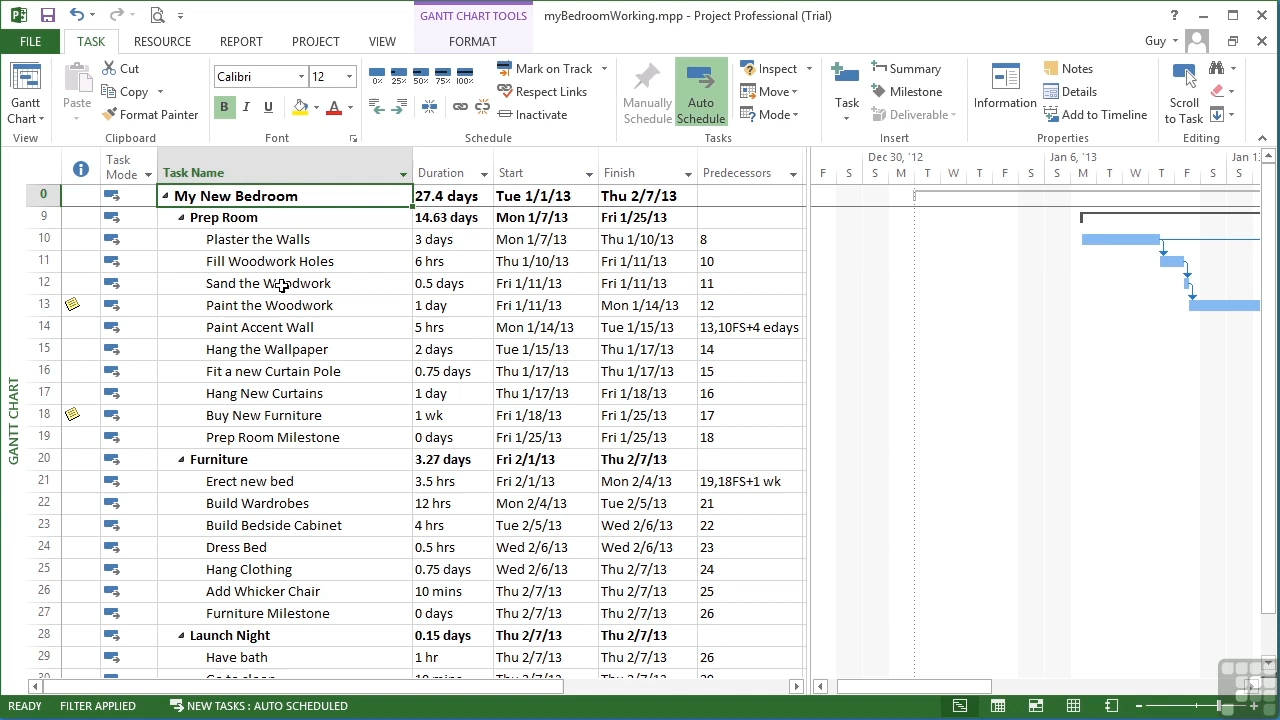 GANTT CHART TOOLS
myBedroomWorking.mpp - Project Professional (Trial)
FILE TASK RESOURCE REPORT PROJECT VIEW FORMAT Guy
Gantt Chart
View
Paste
Cut
Copy
Format Painter
Clipboard
Calibri 12
B I U A
Font
0% 25% 50% 75% 100%
Mark on Track
Respect Links
Inactivate
Schedule
Manually Schedule
Auto Schedule
Inspect
Move
Mode
Tasks
Task
Summary
Milestone
Deliverable
Insert
Information
Notes
Details
Add to Timeline
Properties
Scroll to Task
Editing
Task Mode Task Name Duration Start Finish Predecessors
Dec 30, '12 Jan 6, '13
F S S M T W T F S S M T W T F S S
0 My New Bedroom 27.4 days Tue 1/1/13 Thu 2/7/13
9 Prep Room 14.63 days Mon 1/7/13 Fri 1/25/13
10 Plaster the Walls 3 days Mon 1/7/13 Thu 1/10/13 8
11 Fill Woodwork Holes 6 hrs Thu 1/10/13 Fri 1/11/13 10
12 Sand the Woodwork 0.5 days Fri 1/11/13 Fri 1/11/13 11
13 Paint the Woodwork 1 day Fri 1/11/13 Mon 1/14/13 12
14 Paint Accent Wall 5 hrs Mon 1/14/13 Tue 1/15/13 13,10FS+4 edays
15 Hang the Wallpaper 2 days Tue 1/15/13 Thu 1/17/13 14
16 Fit a new Curtain Pole 0.75 days Thu 1/17/13 Thu 1/17/13 15
17 Hang New Curtains 1 day Thu 1/17/13 Fri 1/18/13 16
18 Buy New Furniture 1 wk Fri 1/18/13 Fri 1/25/13 17
19 Prep Room Milestone 0 days Fri 1/25/13 Fri 1/25/13 18
20 Furniture 3.27 days Fri 2/1/13 Thu 2/7/13
21 Erect new bed 3.5 hrs Fri 2/1/13 Mon 2/4/13 19,18FS+1 wk
22 Build Wardrobes 12 hrs Mon 2/4/13 Tue 2/5/13 21
23 Build Bedside Cabinet 4 hrs Tue 2/5/13 Wed 2/6/13 22
24 Dress Bed 0.5 hrs Wed 2/6/13 Wed 2/6/13 23
25 Hang Clothing 0.75 days Wed 2/6/13 Thu 2/7/13 24
26 Add Whicker Chair 10 mins Thu 2/7/13 Thu 2/7/13 25
27 Furniture Milestone 0 days Thu 2/7/13 Thu 2/7/13 26
28 Launch Night 0.15 days Thu 2/7/13 Thu 2/7/13
29 Have bath 1 hr Thu 2/7/13 Thu 2/7/13 26
GANTT CHART
READY FILTER APPLIED NEW TASKS : AUTO SCHEDULED